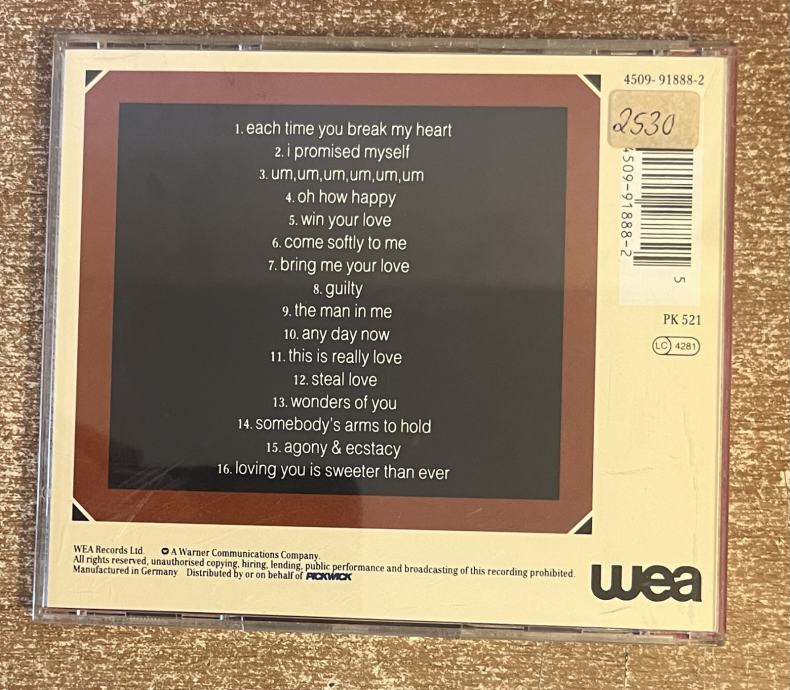 4509- 91888-2
2530
4509-91888-2
5
PK 521
LC 4281
1. each time you break my heart
2. i promised myself
3. um,um,um,um,um,um
4. oh how happy
5. win your love
6. come softly to me
7. bring me your love
8. guilty
9. the man in me
10. any day now
11. this is really love
12. steal love
13. wonders of you
14. somebody's arms to hold
15. agony & ecstacy
16. loving you is sweeter than ever
WEA Records Ltd. A Warner Communications Company.
All rights reserved, unauthorised copying, hiring, lending, public performance and broadcasting of this recording prohibited.
Manufactured in Germany Distributed by or on behalf of PICKWICK
wea